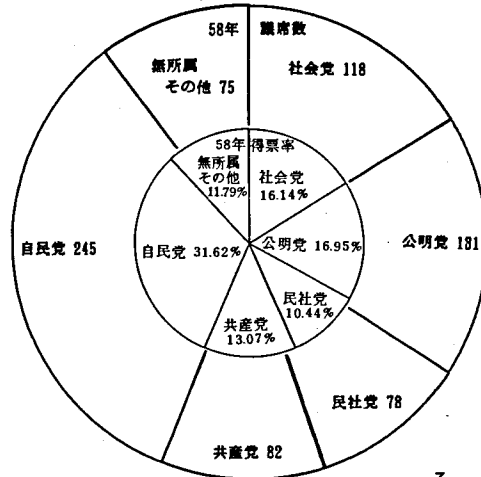 58年 議席数
無所属
その他 75
社会党 118
58年 得票率
無所属
その他
11.79%
社会党
16.14%
自民党 245
自民党 31.62%
公明党 16.95%
公明党 131
民社党
10.44%
共産党
13.07%
民社党 78
共産党 82